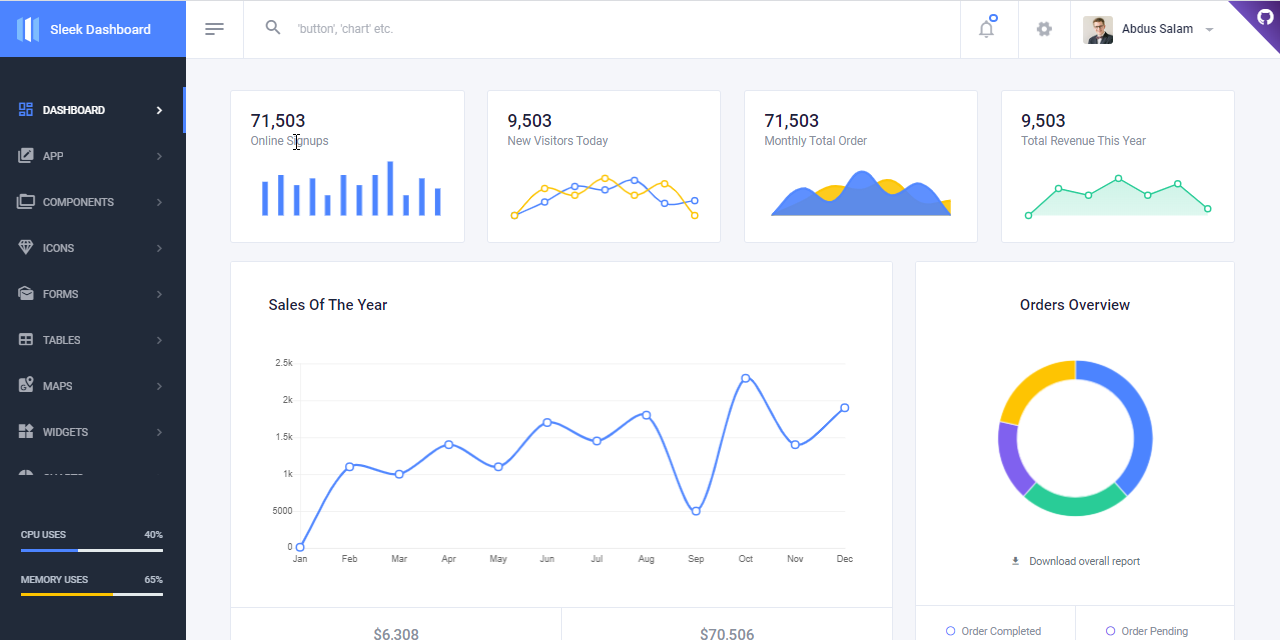 Sleek Dashboard
'button', 'chart' etc.
Abdus Salam
DASHBOARD
APP
COMPONENTS
ICONS
FORMS
TABLES
MAPS
WIDGETS
CPU USES 40%
MEMORY USES 65%
71,503
Online Signups
9,503
New Visitors Today
71,503
Monthly Total Order
9,503
Total Revenue This Year
Sales Of The Year
2.5k
2k
1.5k
1k
5000
0
Jan Feb Mar Apr May Jun Jul Aug Sep Oct Nov Dec
$6,308 $70,506
Orders Overview
Download overall report
Order Completed Order Pending